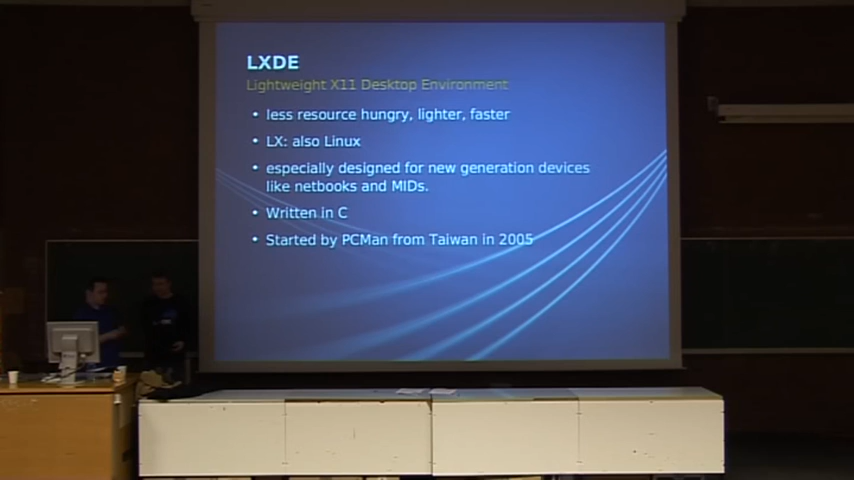 LXDE
Lightweight X11 Desktop Environment
• less resource hungry, lighter, faster
• LX: also Linux
• especially designed for new generation devices
like netbooks and MIDs.
• Written in C
• Started by PCMan from Taiwan in 2005